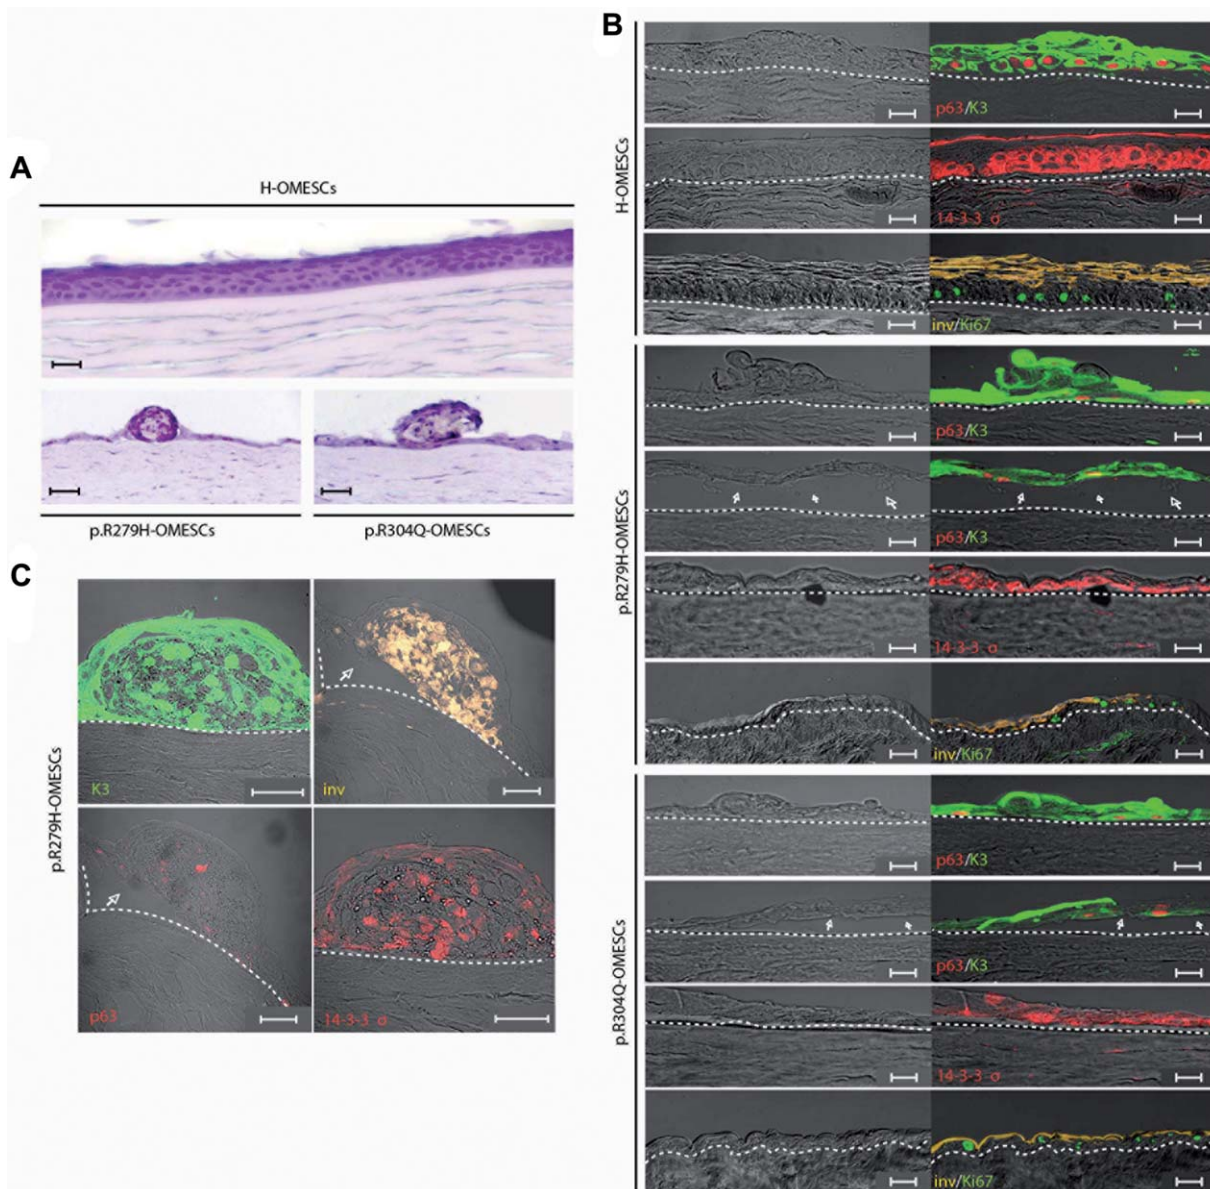 A
H-OMESCs
p.R279H-OMESCs
p.R304Q-OMESCs
B
H-OMESCs
p63/K3
14-3-3 σ
inv/Ki67
p.R279H-OMESCs
p63/K3
p63/K3
14-3-3 σ
inv/Ki67
p.R304Q-OMESCs
p63/K3
p63/K3
14-3-3 σ
inv/Ki67
C
p.R279H-OMESCs
K3
inv
p63
14-3-3 σ